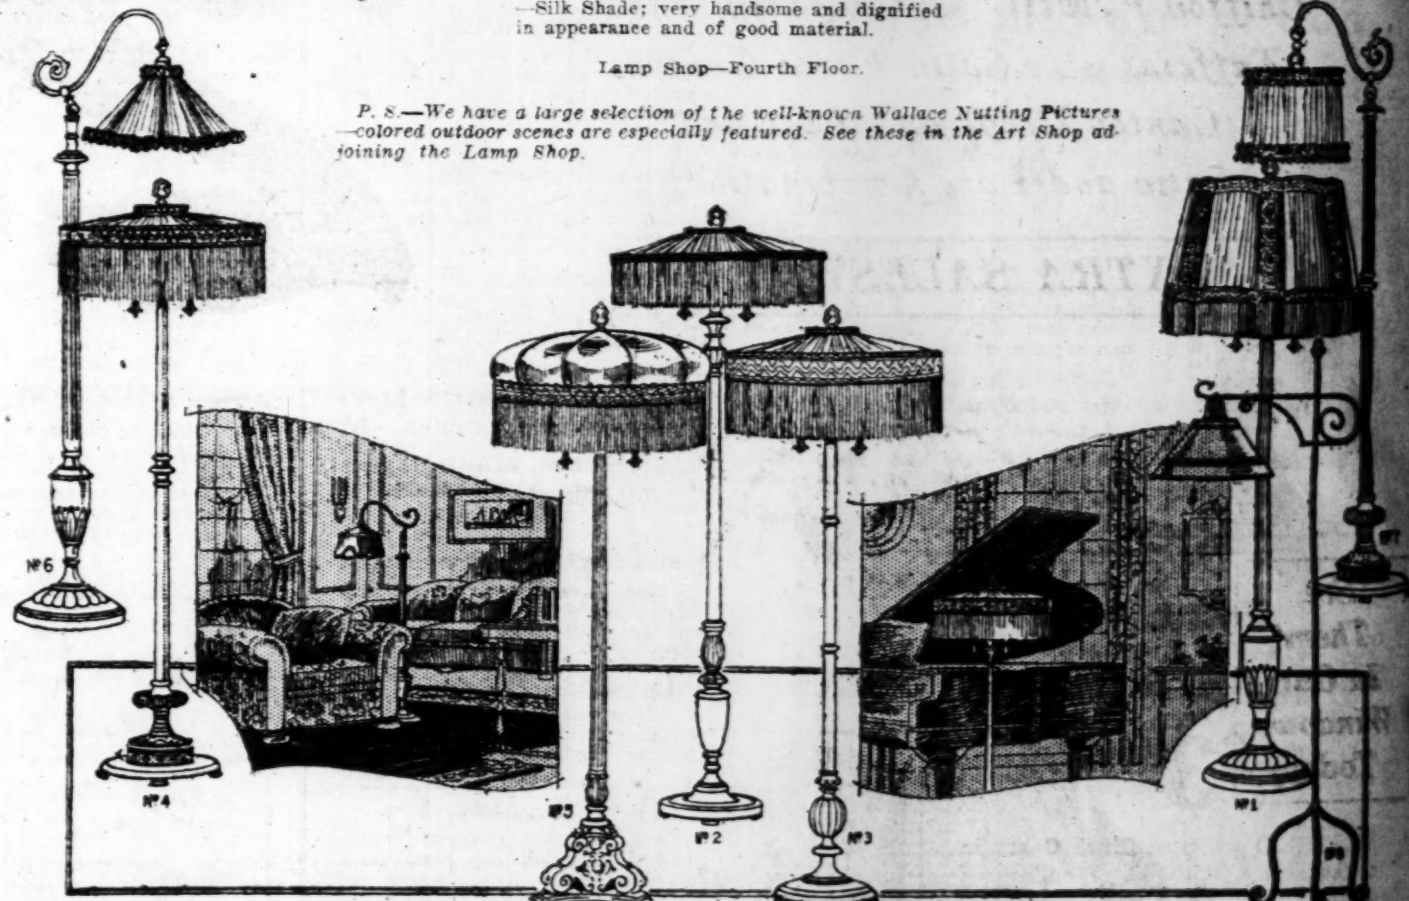 —Silk Shade; very handsome and dignified
in appearance and of good material.
Lamp Shop—Fourth Floor.
P. S.—We have a large selection of the well-known Wallace Nutting Pictures
—colored outdoor scenes are especially featured. See these in the Art Shop ad-
joining the Lamp Shop.
Nº6
Nº4
Nº5
Nº2
Nº3
Nº1
Nº7
Nº8